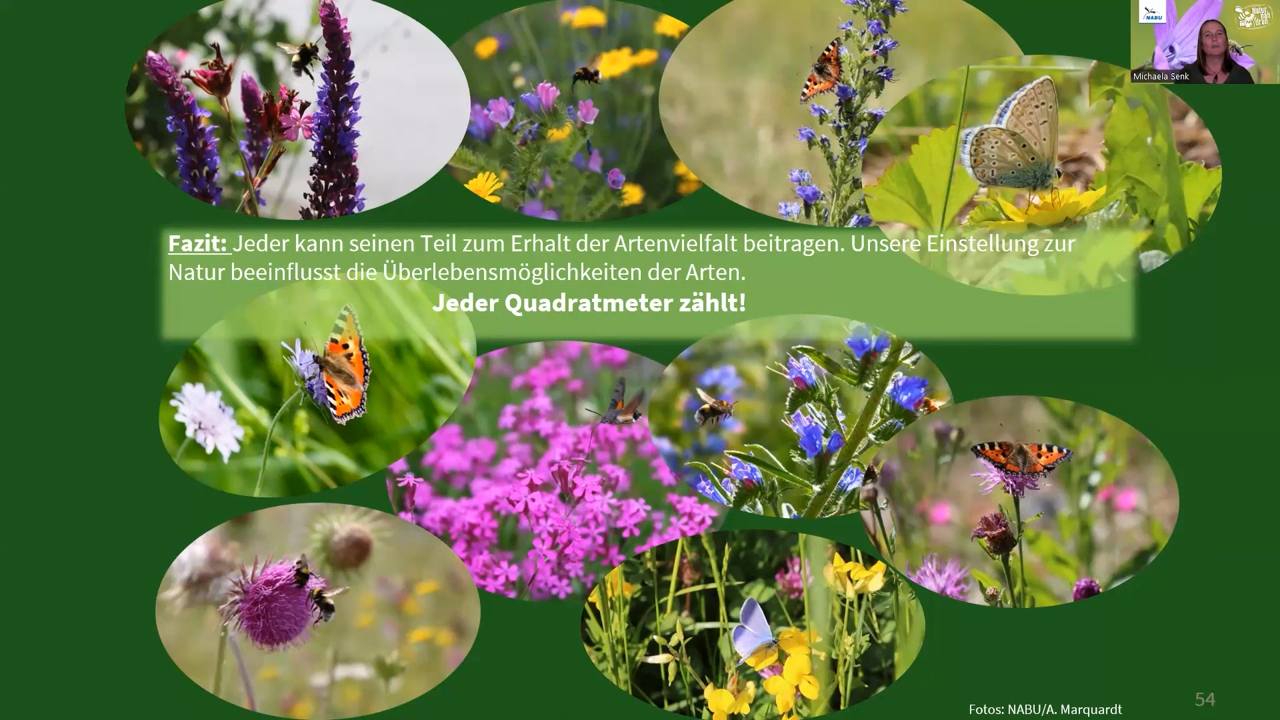 NABU
Michaela Senk
Fazit: Jeder kann seinen Teil zum Erhalt der Artenvielfalt beitragen. Unsere Einstellung zur
Natur beeinflusst die Überlebensmöglichkeiten der Arten.
Jeder Quadratmeter zählt!
54
Fotos: NABU/A. Marquardt